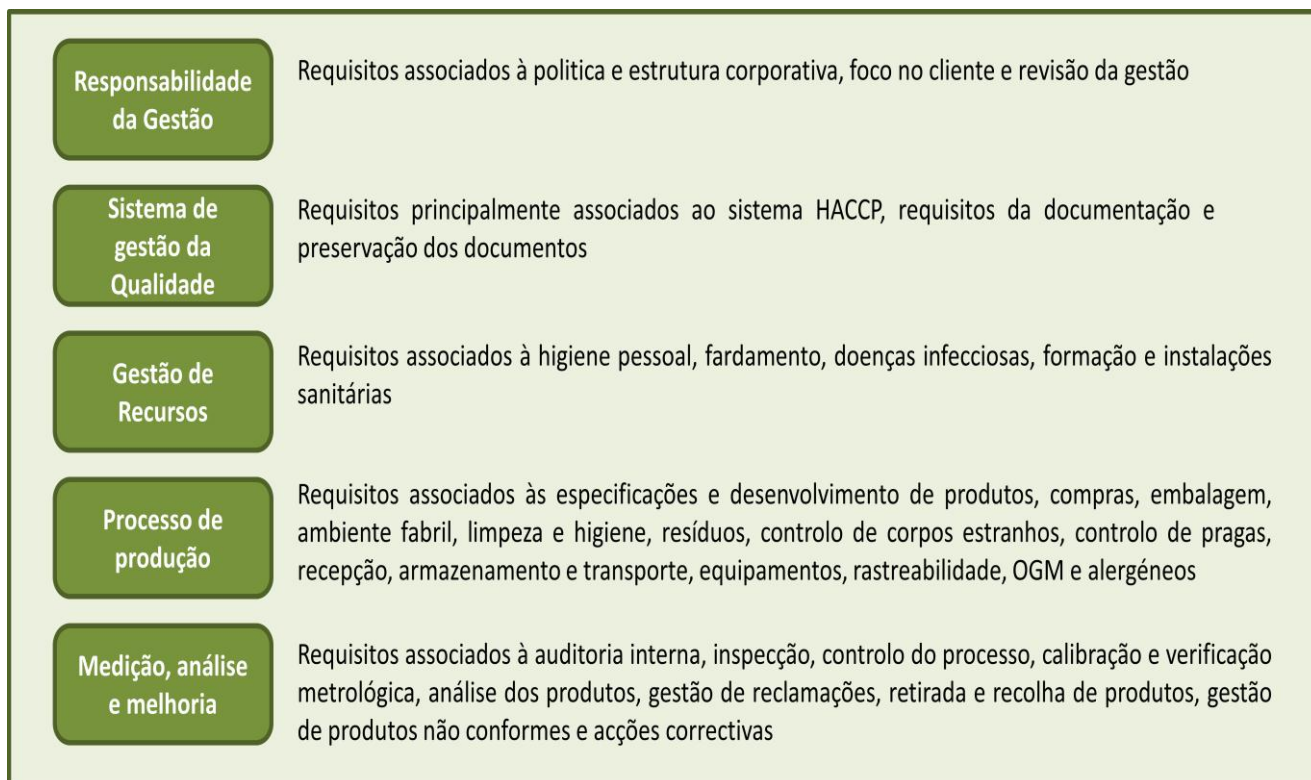 Responsabilidade
da Gestão
Requisitos associados à politica e estrutura corporativa, foco no cliente e revisão da gestão
Sistema de
gestão da
Qualidade
Requisitos principalmente associados ao sistema HACCP, requisitos da documentação e
preservação dos documentos
Gestão de
Recursos
Requisitos associados à higiene pessoal, fardamento, doenças infecciosas, formação e instalações
sanitárias
Processo de
produção
Requisitos associados às especificações e desenvolvimento de produtos, compras, embalagem,
ambiente fabril, limpeza e higiene, resíduos, controlo de corpos estranhos, controlo de pragas,
recepção, armazenamento e transporte, equipamentos, rastreabilidade, OGM e alergéneos
Medição, análise
e melhoria
Requisitos associados à auditoria interna, inspecção, controlo do processo, calibração e verificação
metrológica, análise dos produtos, gestão de reclamações, retirada e recolha de produtos, gestão
de produtos não conformes e acções correctivas